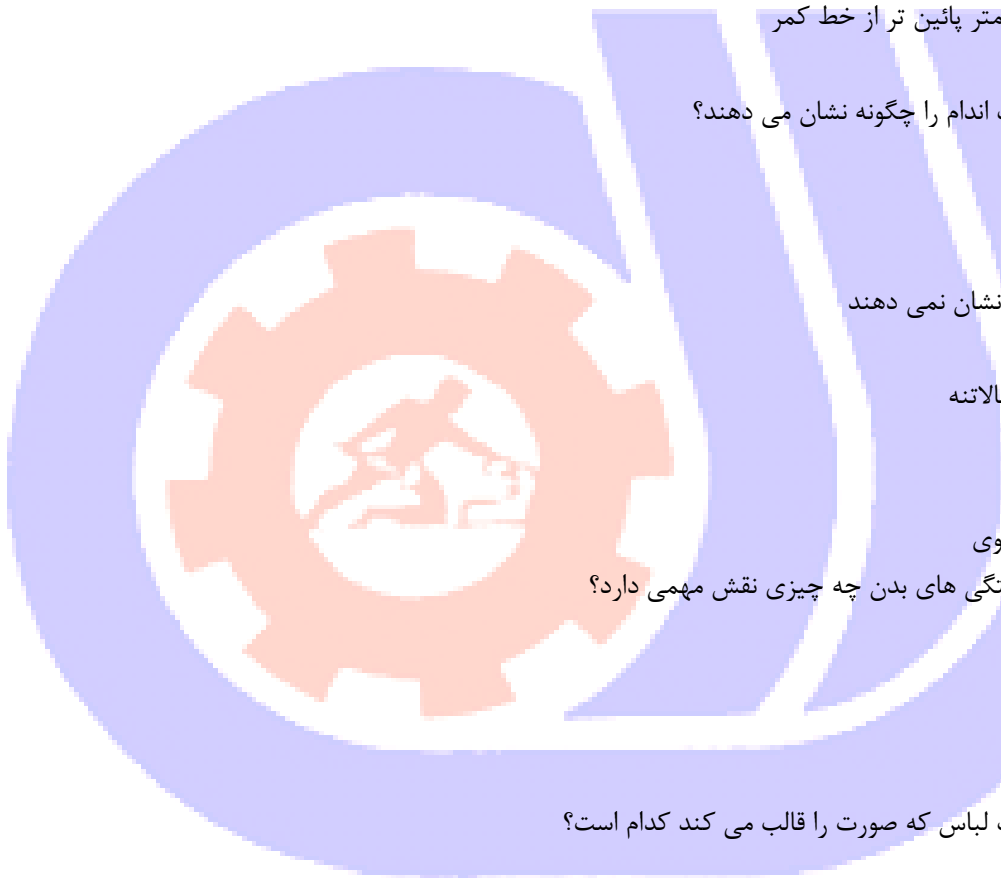 متر پائین تر از خط کمر
اندام را چگونه نشان می دهند؟
نشان نمی دهند
الاتنه
وی
تگی های بدن چه چیزی نقش مهمی دارد؟
لباس که صورت را قالب می کند کدام است؟